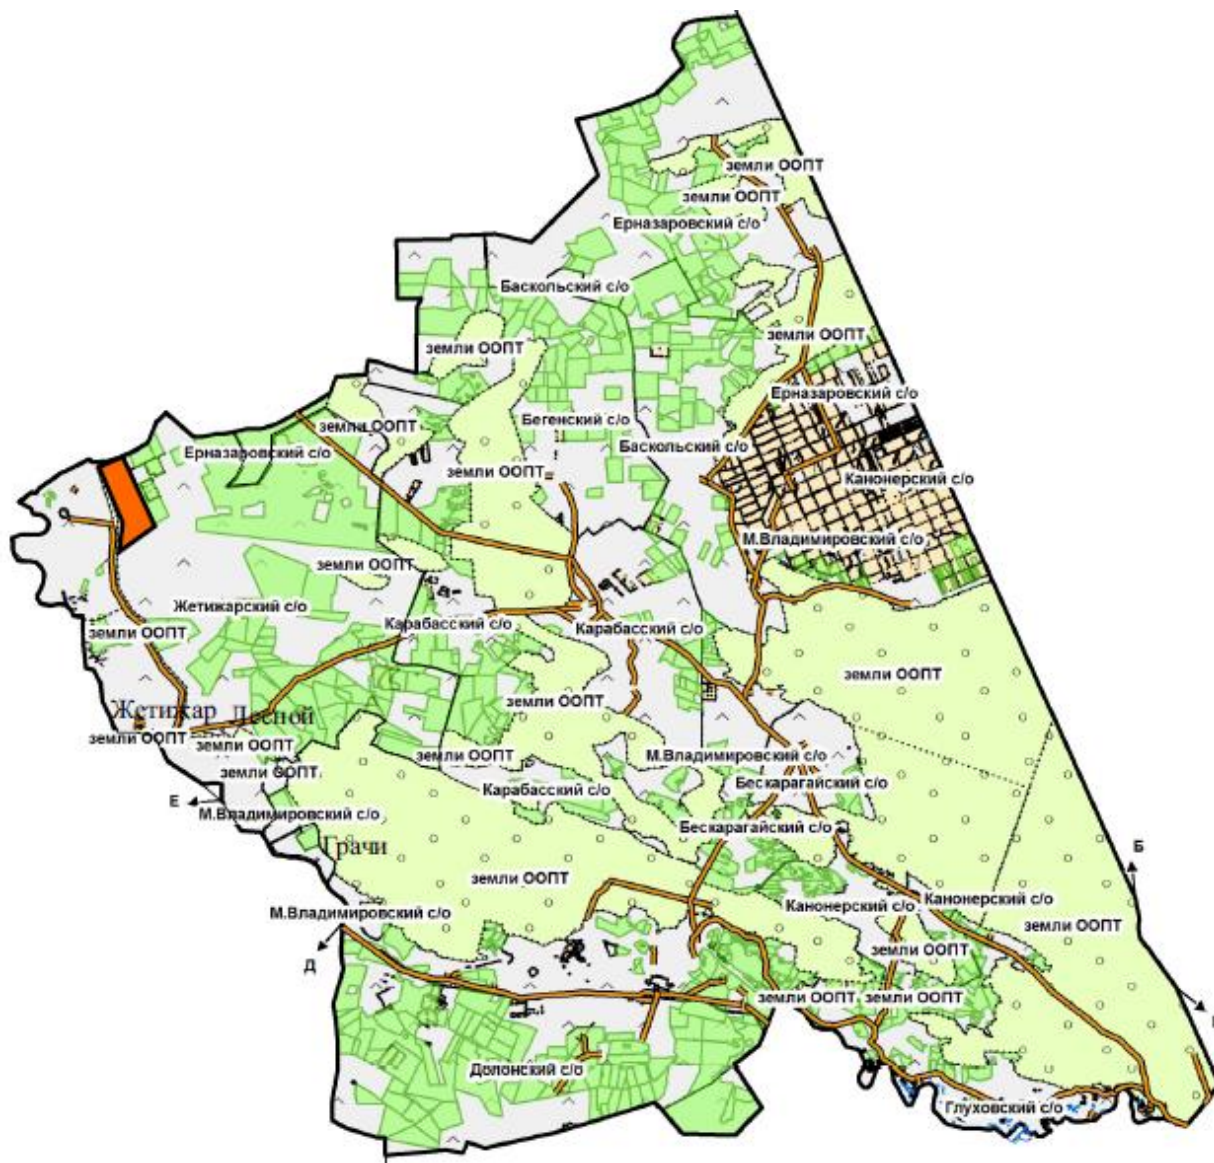 земли ООПТ
земли ООПТ
Ерназаровский с/о
Баскольский с/о
земли ООПТ
земли ООПТ
Ерназаровский с/о
земли ООПТ
Бегенский с/о
Баскольский с/о
Ерназаровский с/о
земли ООПТ
Канонерский с/о
М.Владимировский с/о
земли ООПТ
Жетижарский с/о
земли ООПТ
Карабасский с/о
Карабасский с/о
земли ООПТ
земли ООПТ
Жетижар
Лесной
земли ООПТ
земли ООПТ
земли ООПТ
М.Владимировский с/о
земли ООПТ
Карабасский с/о
Бескарагайский с/о
Е
М.Владимировский с/о
Бескарагайский с/о
Грачи
Б
земли ООПТ
Канонерский с/о
Канонерский с/о
М.Владимировский с/о
земли ООПТ
земли ООПТ
Д
земли ООПТ
земли ООПТ
Долонский с/о
Глуховский с/о